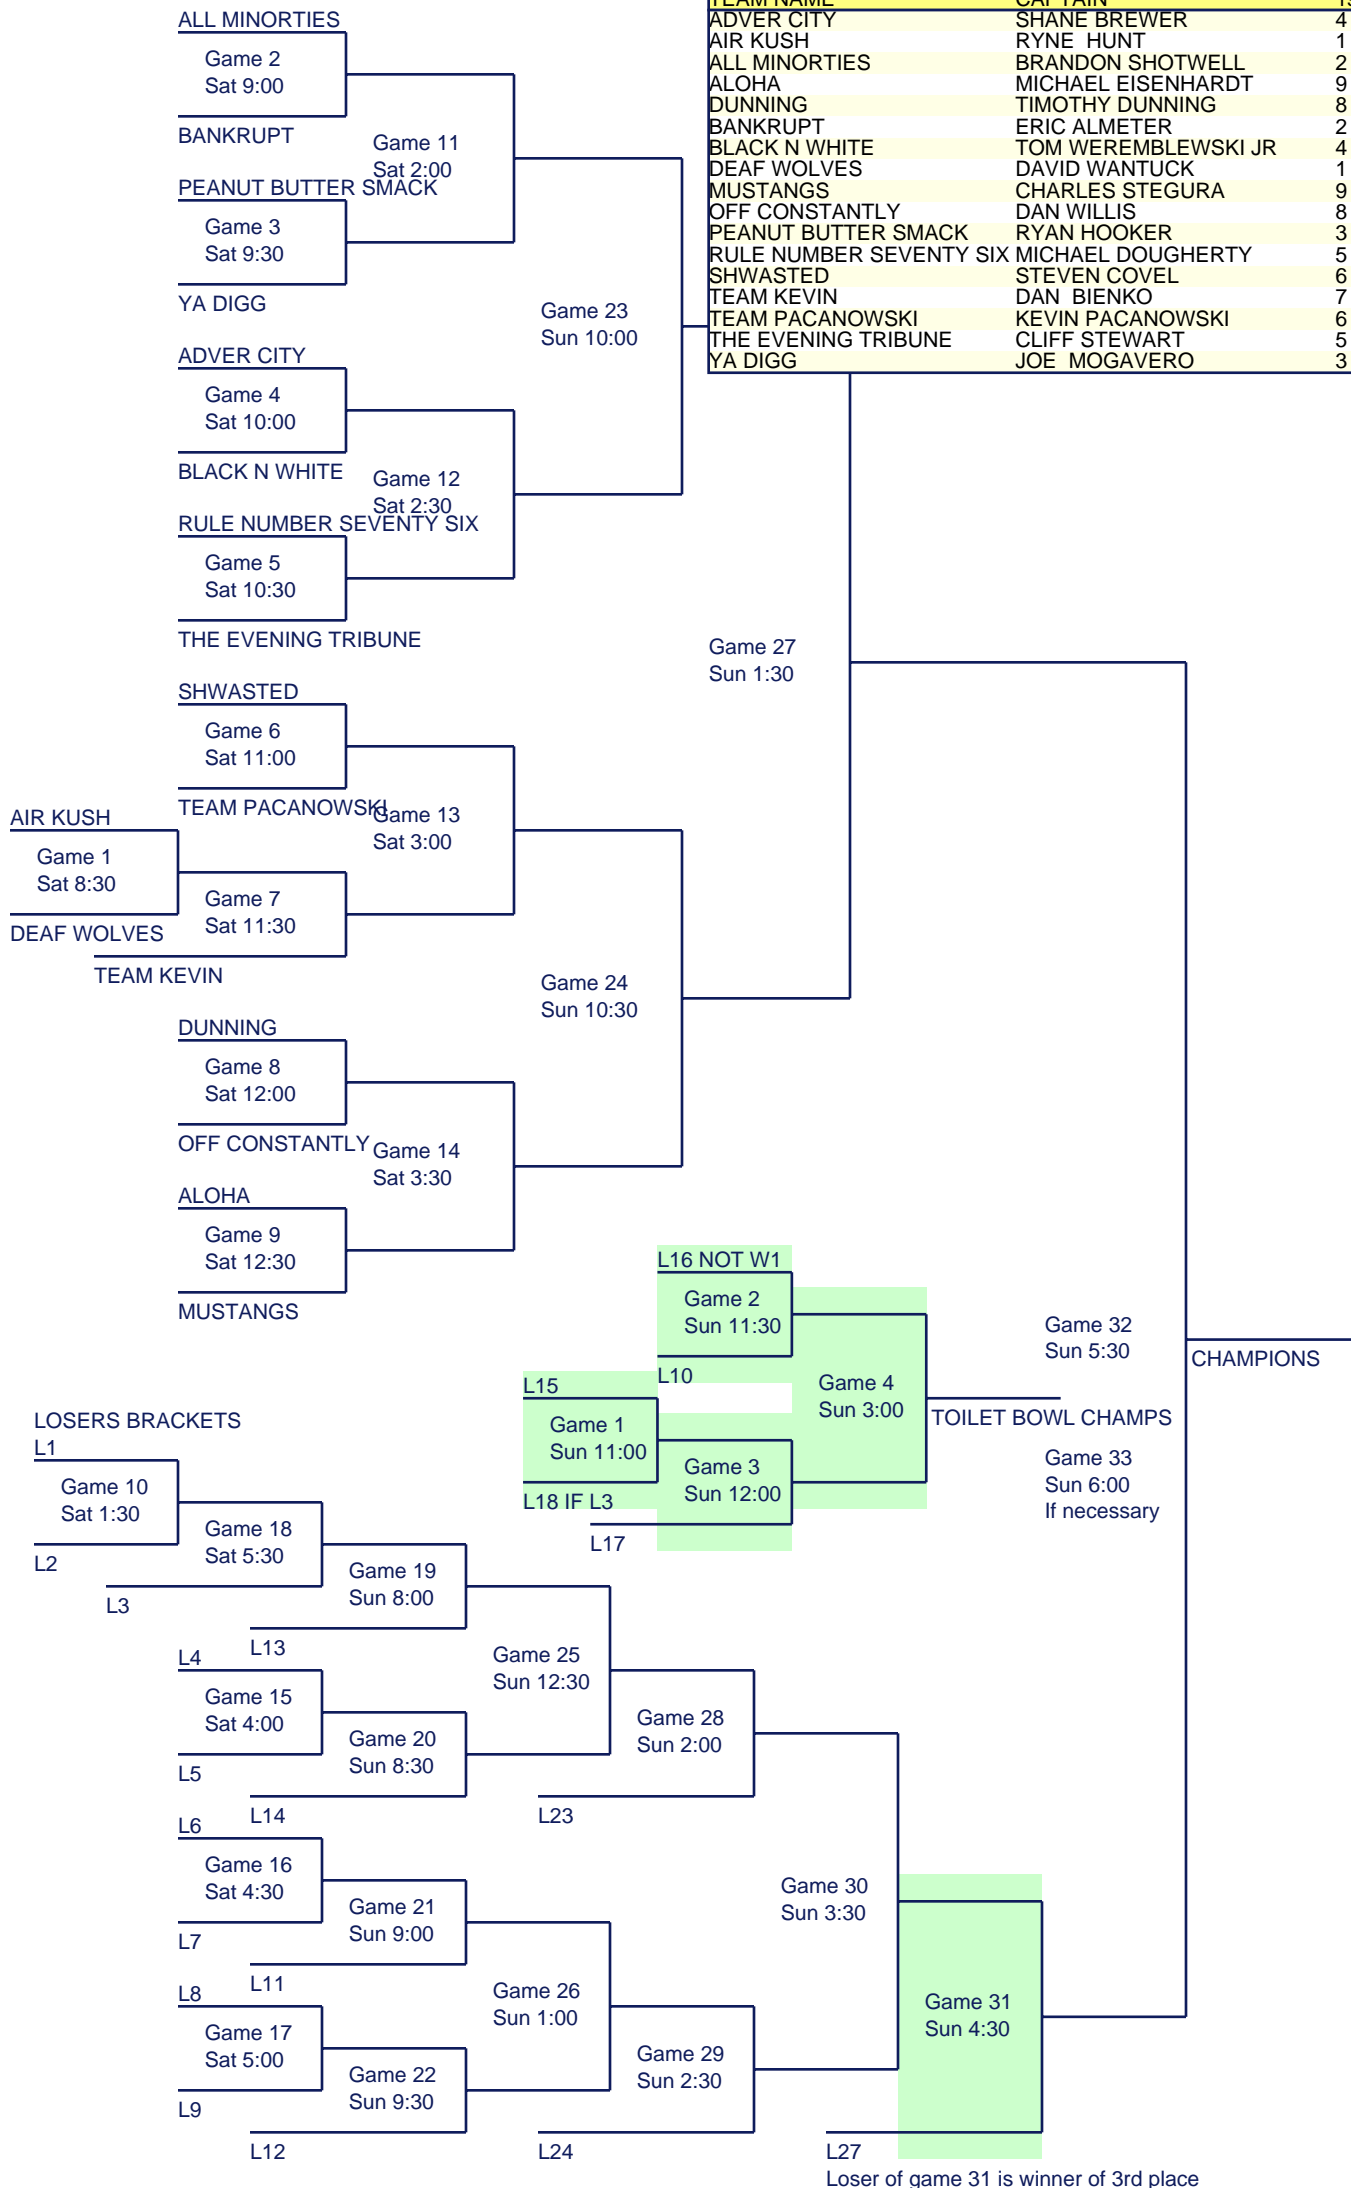 TEAM NAME CAPTAIN
ADVER CITY SHANE BREWER 4
AIR KUSH RYNE HUNT 1
ALL MINORTIES BRANDON SHOTWELL 2
ALOHA MICHAEL EISENHARDT 9
DUNNING TIMOTHY DUNNING 8
BANKRUPT ERIC ALMETER 2
BLACK N WHITE TOM WEREMBLEWSKI JR 4
DEAF WOLVES DAVID WANTUCK 1
MUSTANGS CHARLES STEGURA 9
OFF CONSTANTLY DAN WILLIS 8
PEANUT BUTTER SMACK RYAN HOOKER 3
RULE NUMBER SEVENTY SIX MICHAEL DOUGHERTY 5
SHWASTED STEVEN COVEL 6
TEAM KEVIN DAN BIENKO 7
TEAM PACANOWSKI KEVIN PACANOWSKI 6
THE EVENING TRIBUNE CLIFF STEWART 5
YA DIGG JOE MOGAVERO 3
ALL MINORTIES
Game 2
Sat 9:00
BANKRUPT
Game 11
Sat 2:00
PEANUT BUTTER SMACK
Game 3
Sat 9:30
YA DIGG
Game 23
Sun 10:00
ADVER CITY
Game 4
Sat 10:00
BLACK N WHITE
Game 12
Sat 2:30
RULE NUMBER SEVENTY SIX
Game 5
Sat 10:30
THE EVENING TRIBUNE
Game 27
Sun 1:30
SHWASTED
Game 6
Sat 11:00
TEAM PACANOWSKI
Game 13
Sat 3:00
AIR KUSH
Game 1
Sat 8:30
DEAF WOLVES
Game 7
Sat 11:30
TEAM KEVIN
Game 24
Sun 10:30
DUNNING
Game 8
Sat 12:00
OFF CONSTANTLY
Game 14
Sat 3:30
ALOHA
Game 9
Sat 12:30
MUSTANGS
L16 NOT W1
Game 2
Sun 11:30
L10
L15
Game 1
Sun 11:00
L18 IF L3
Game 3
Sun 12:00
L17
Game 4
Sun 3:00
TOILET BOWL CHAMPS
Game 32
Sun 5:30
CHAMPIONS
Game 33
Sun 6:00
If necessary
LOSERS BRACKETS
L1
Game 10
Sat 1:30
L2
Game 18
Sat 5:30
L3
Game 19
Sun 8:00
L13
Game 25
Sun 12:30
L4
Game 15
Sat 4:00
L5
Game 20
Sun 8:30
L14
Game 28
Sun 2:00
L23
L6
Game 16
Sat 4:30
L7
Game 21
Sun 9:00
L11
Game 30
Sun 3:30
L8
Game 17
Sat 5:00
L9
Game 26
Sun 1:00
Game 22
Sun 9:30
L12
Game 29
Sun 2:30
L24
Game 31
Sun 4:30
L27
Loser of game 31 is winner of 3rd place